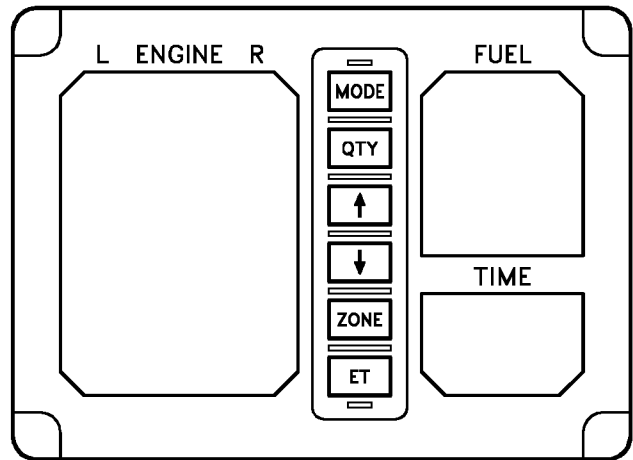 L ENGINE R
MODE
QTY
↑
↓
ZONE
ET
FUEL
TIME